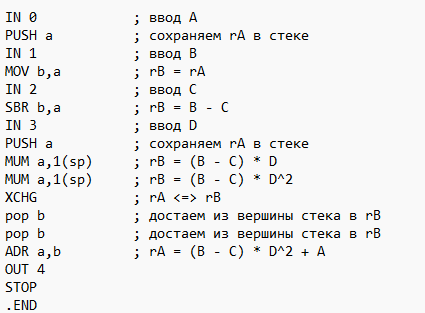 IN 0 ; ввод A
PUSH a ; сохраняем rA в стеке
IN 1 ; ввод B
MOV b,a ; rB = rA
IN 2 ; ввод C
SBR b,a ; rB = B - C
IN 3 ; ввод D
PUSH a ; сохраняем rA в стеке
MUM a,1(sp) ; rB = (B - C) * D
MUM a,1(sp) ; rB = (B - C) * D^2
XCHG ; rA <=> rB
pop b ; достаем из вершины стека в rB
pop b ; достаем из вершины стека в rB
ADR a,b ; rA = (B - C) * D^2 + A
OUT 4
STOP
.END